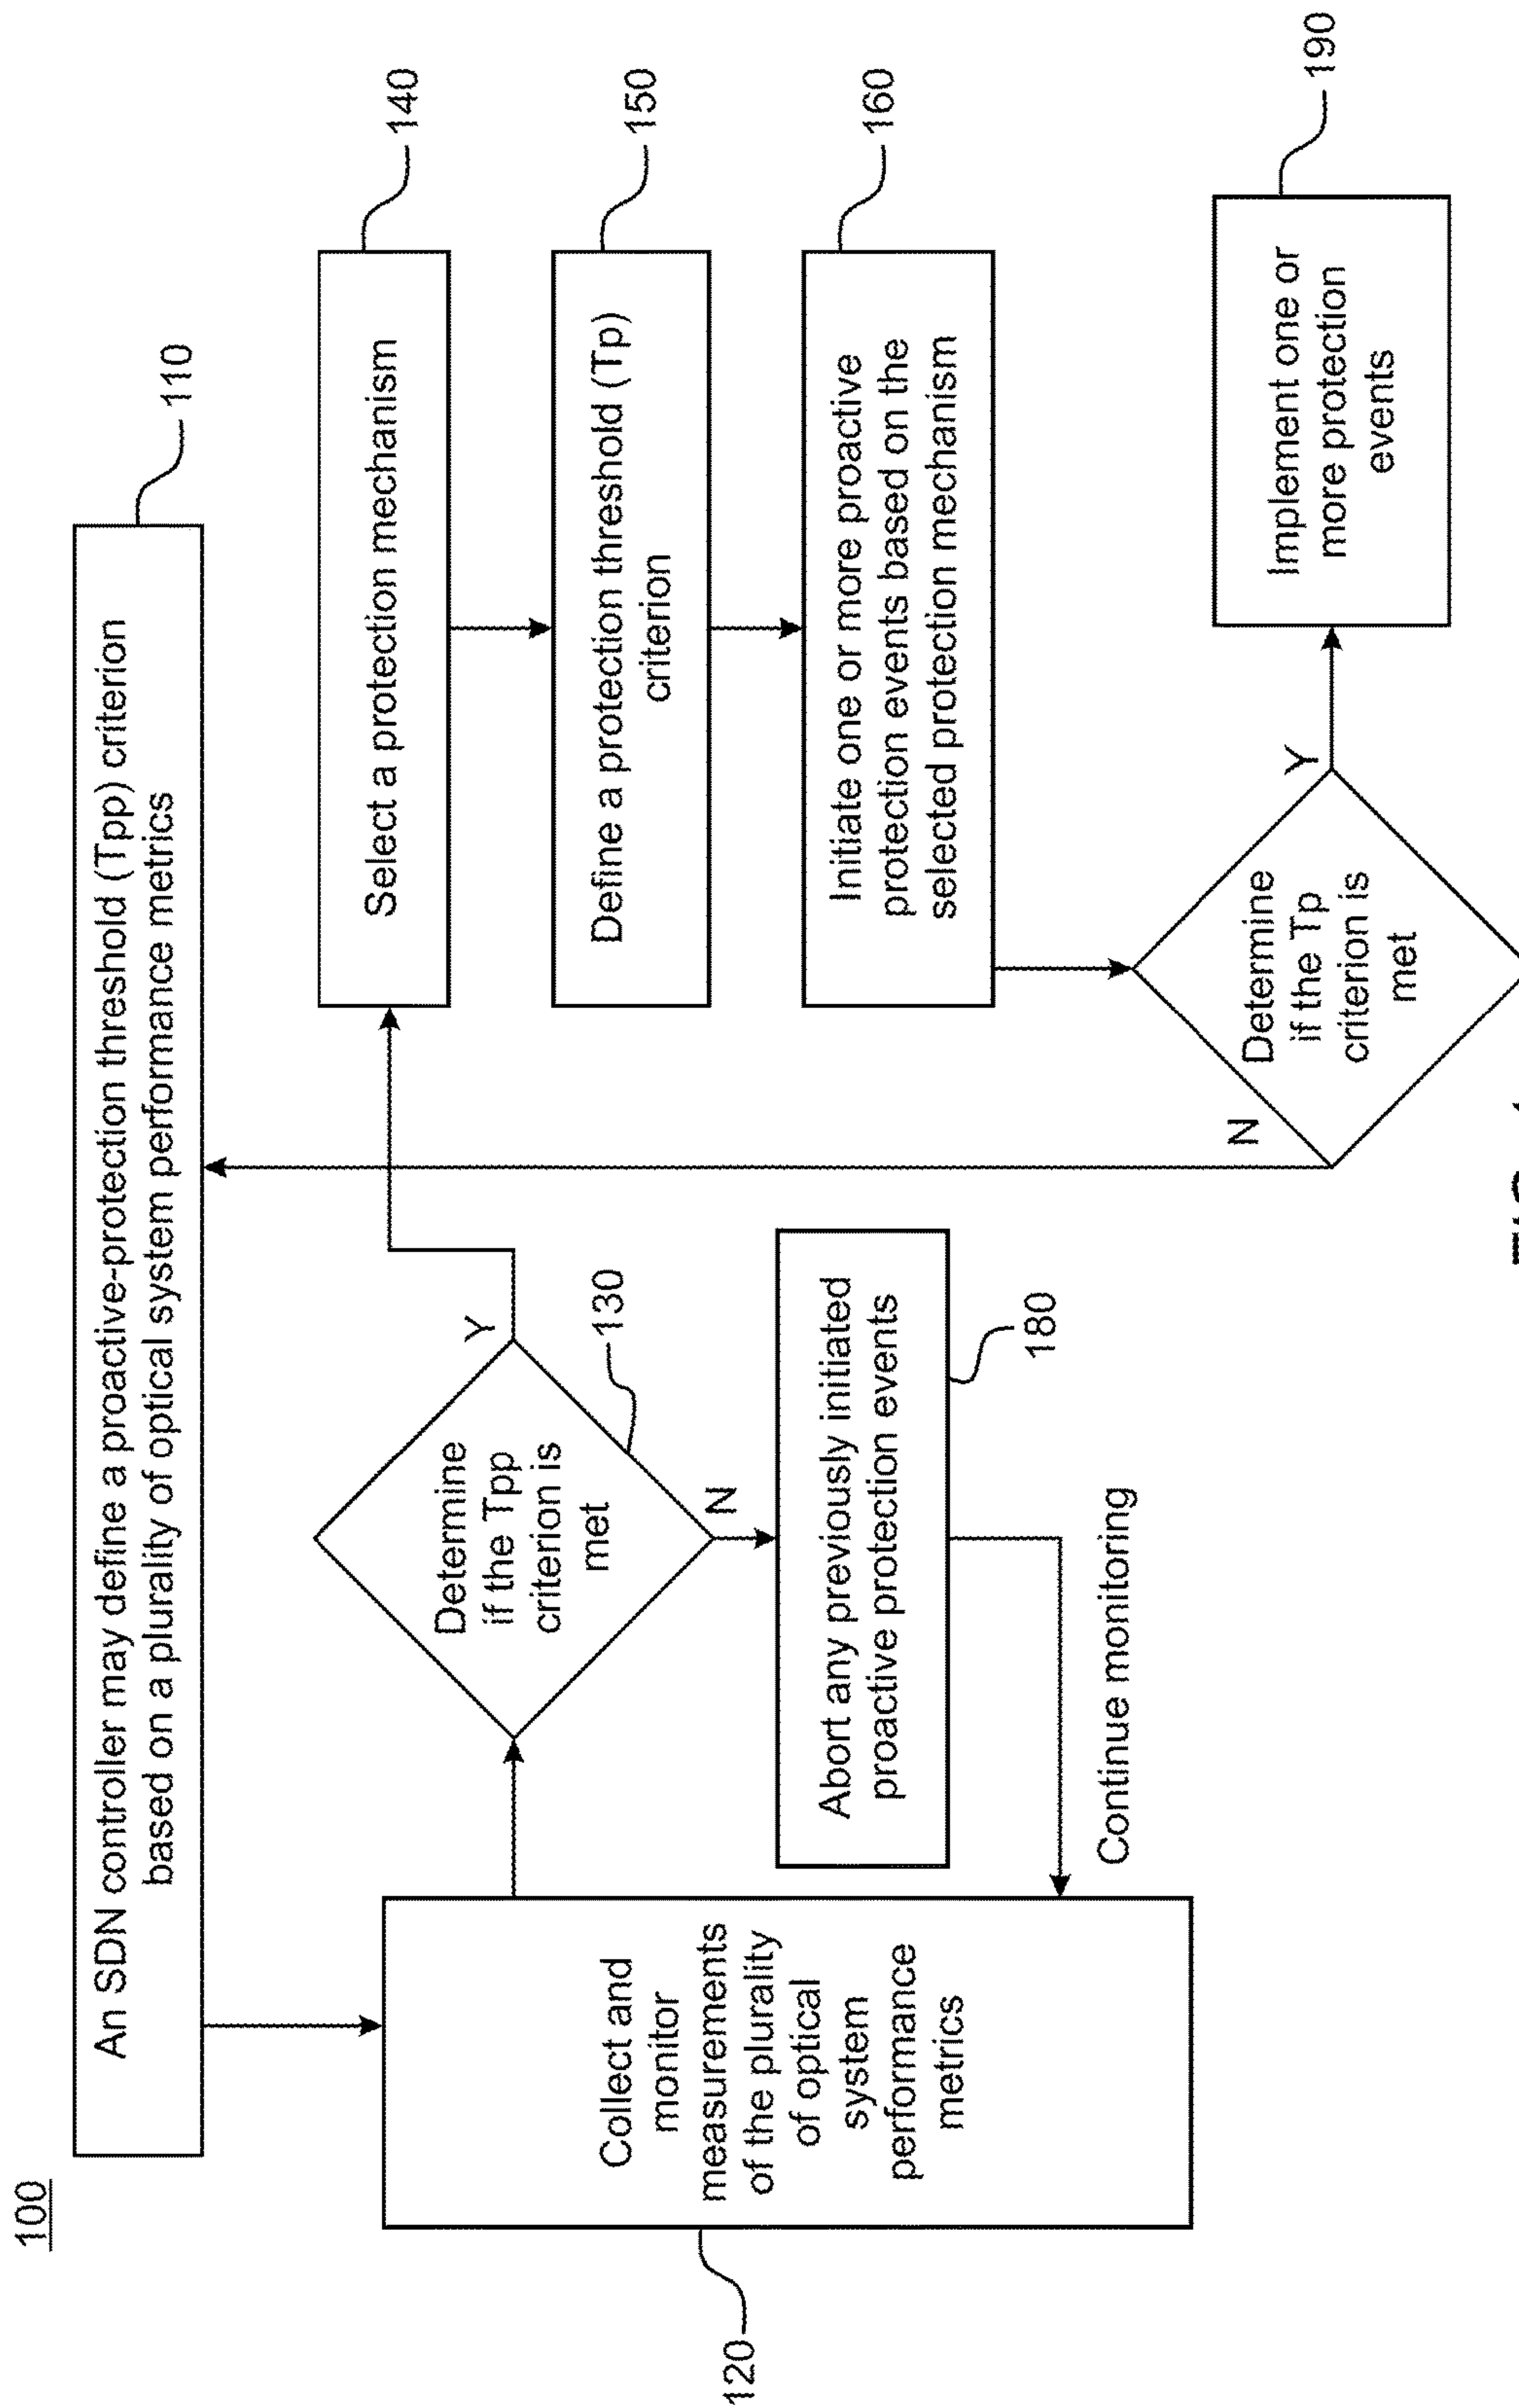 100
An SDN controller may define a proactive-protection threshold (Tpp) criterion
based on a plurality of optical system performance metrics
110
120
Collect and
monitor
measurements
of the plurality
of optical
system
performance
metrics
Determine
if the Tpp
criterion is
met
130
Y
N
Abort any previously initiated
proactive protection events
180
Continue monitoring
Select a protection mechanism
140
Define a protection threshold (Tp)
criterion
150
Initiate one or more proactive
protection events based on the
selected protection mechanism
160
Determine
if the Tp
criterion is
met
N
Y
Implement one or
more protection
events
190